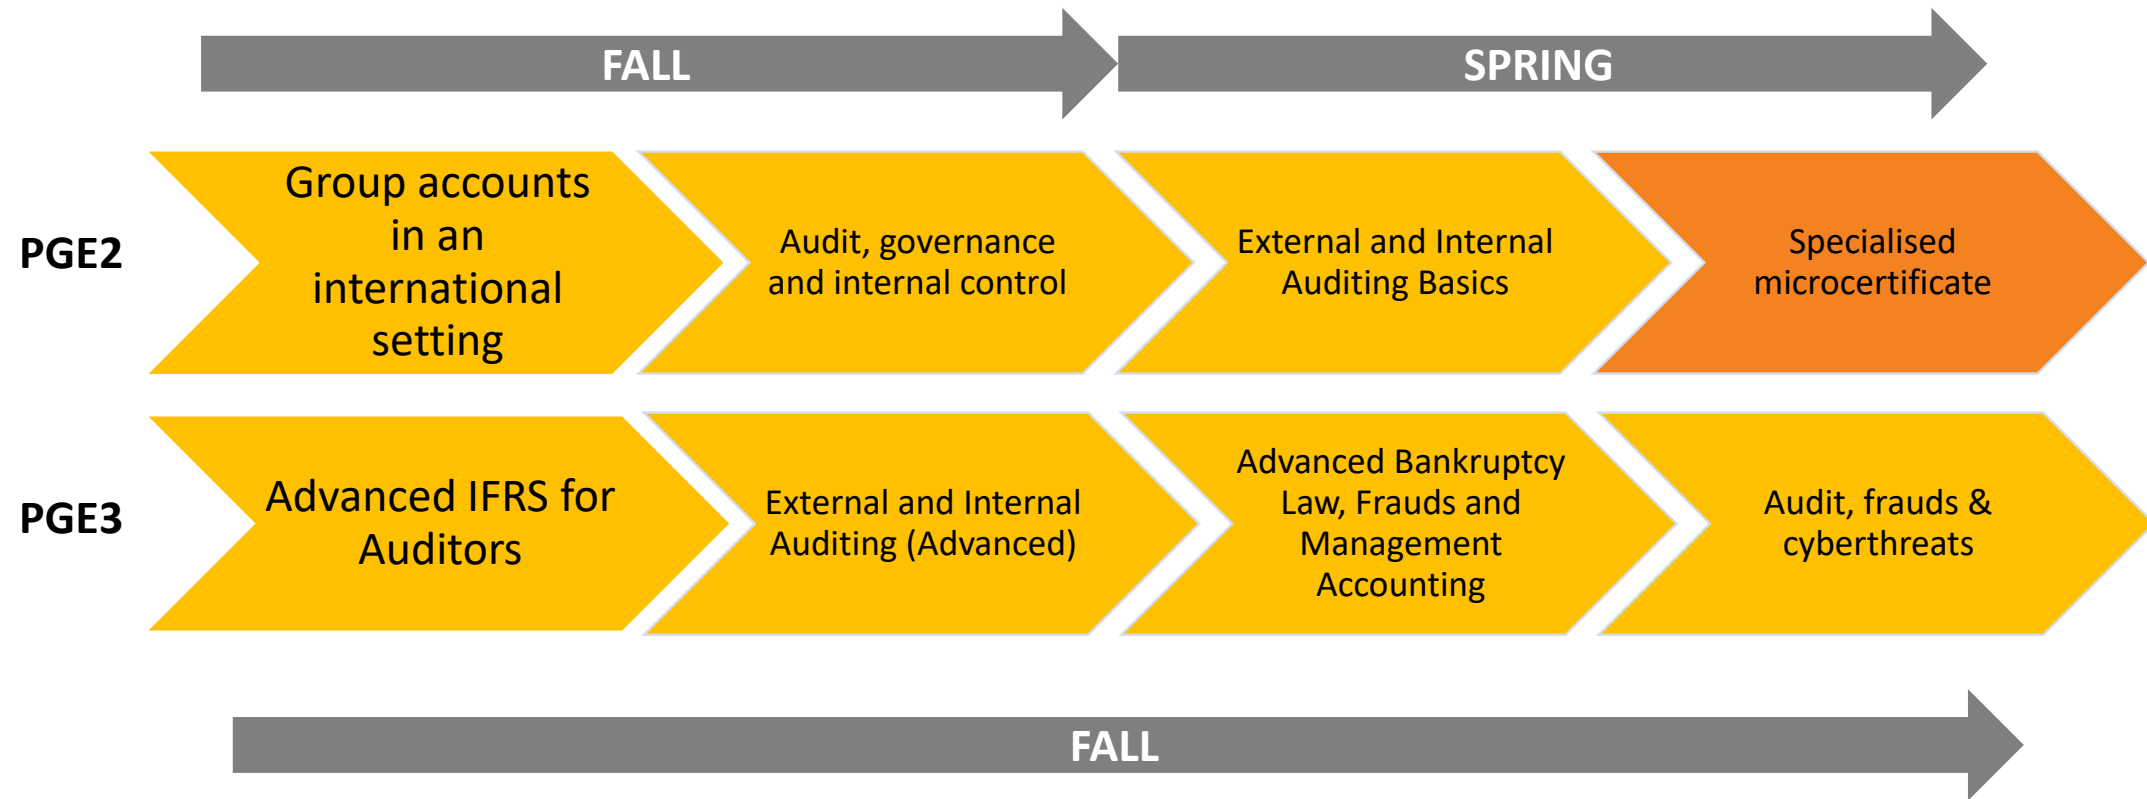 FALL
SPRING
PGE2
Group accounts
in an
international
setting
Audit, governance
and internal control
External and Internal
Auditing Basics
Specialised
microcertificate
PGE3
Advanced IFRS for
Auditors
External and Internal
Auditing (Advanced)
Advanced Bankruptcy
Law, Frauds and
Management
Accounting
Audit, frauds &
cyberthreats
FALL